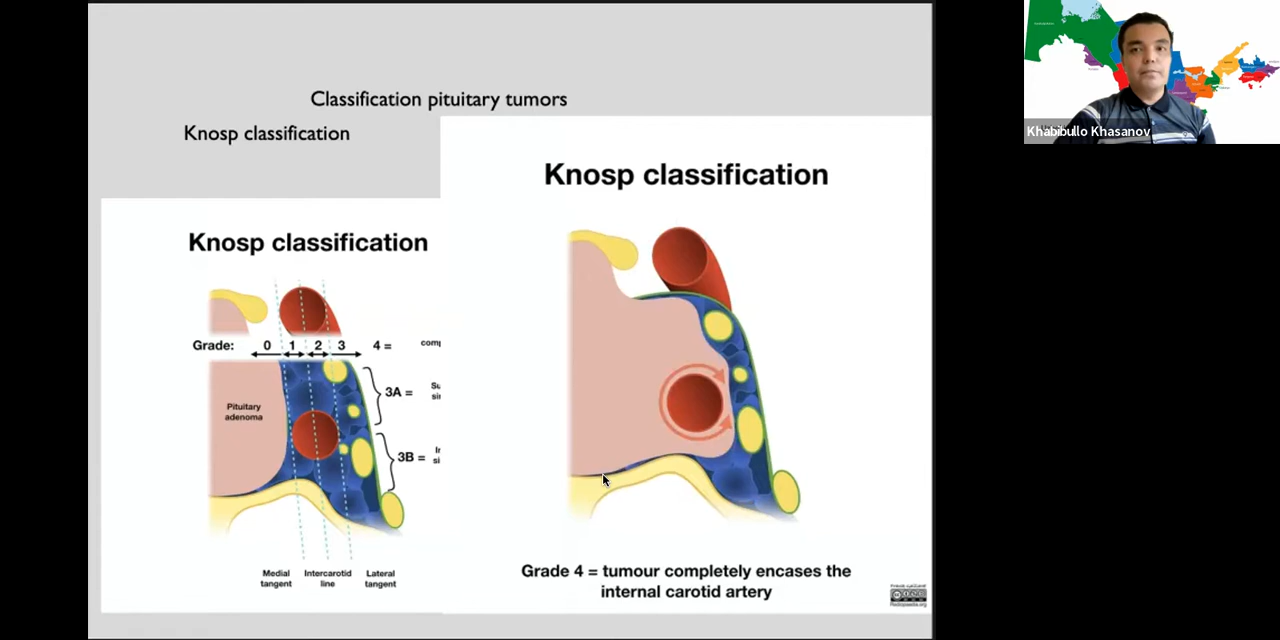 Classification pituitary tumors
Knosp classification
Knosp classification
Grade: 0 1 2 3 4 =
3A =
3B =
Pituitary
adenoma
Medial
tangent
Intercarotid
line
Lateral
tangent
Knosp classification
Grade 4 = tumour completely encases the
internal carotid artery
Khabibullo Khasanov